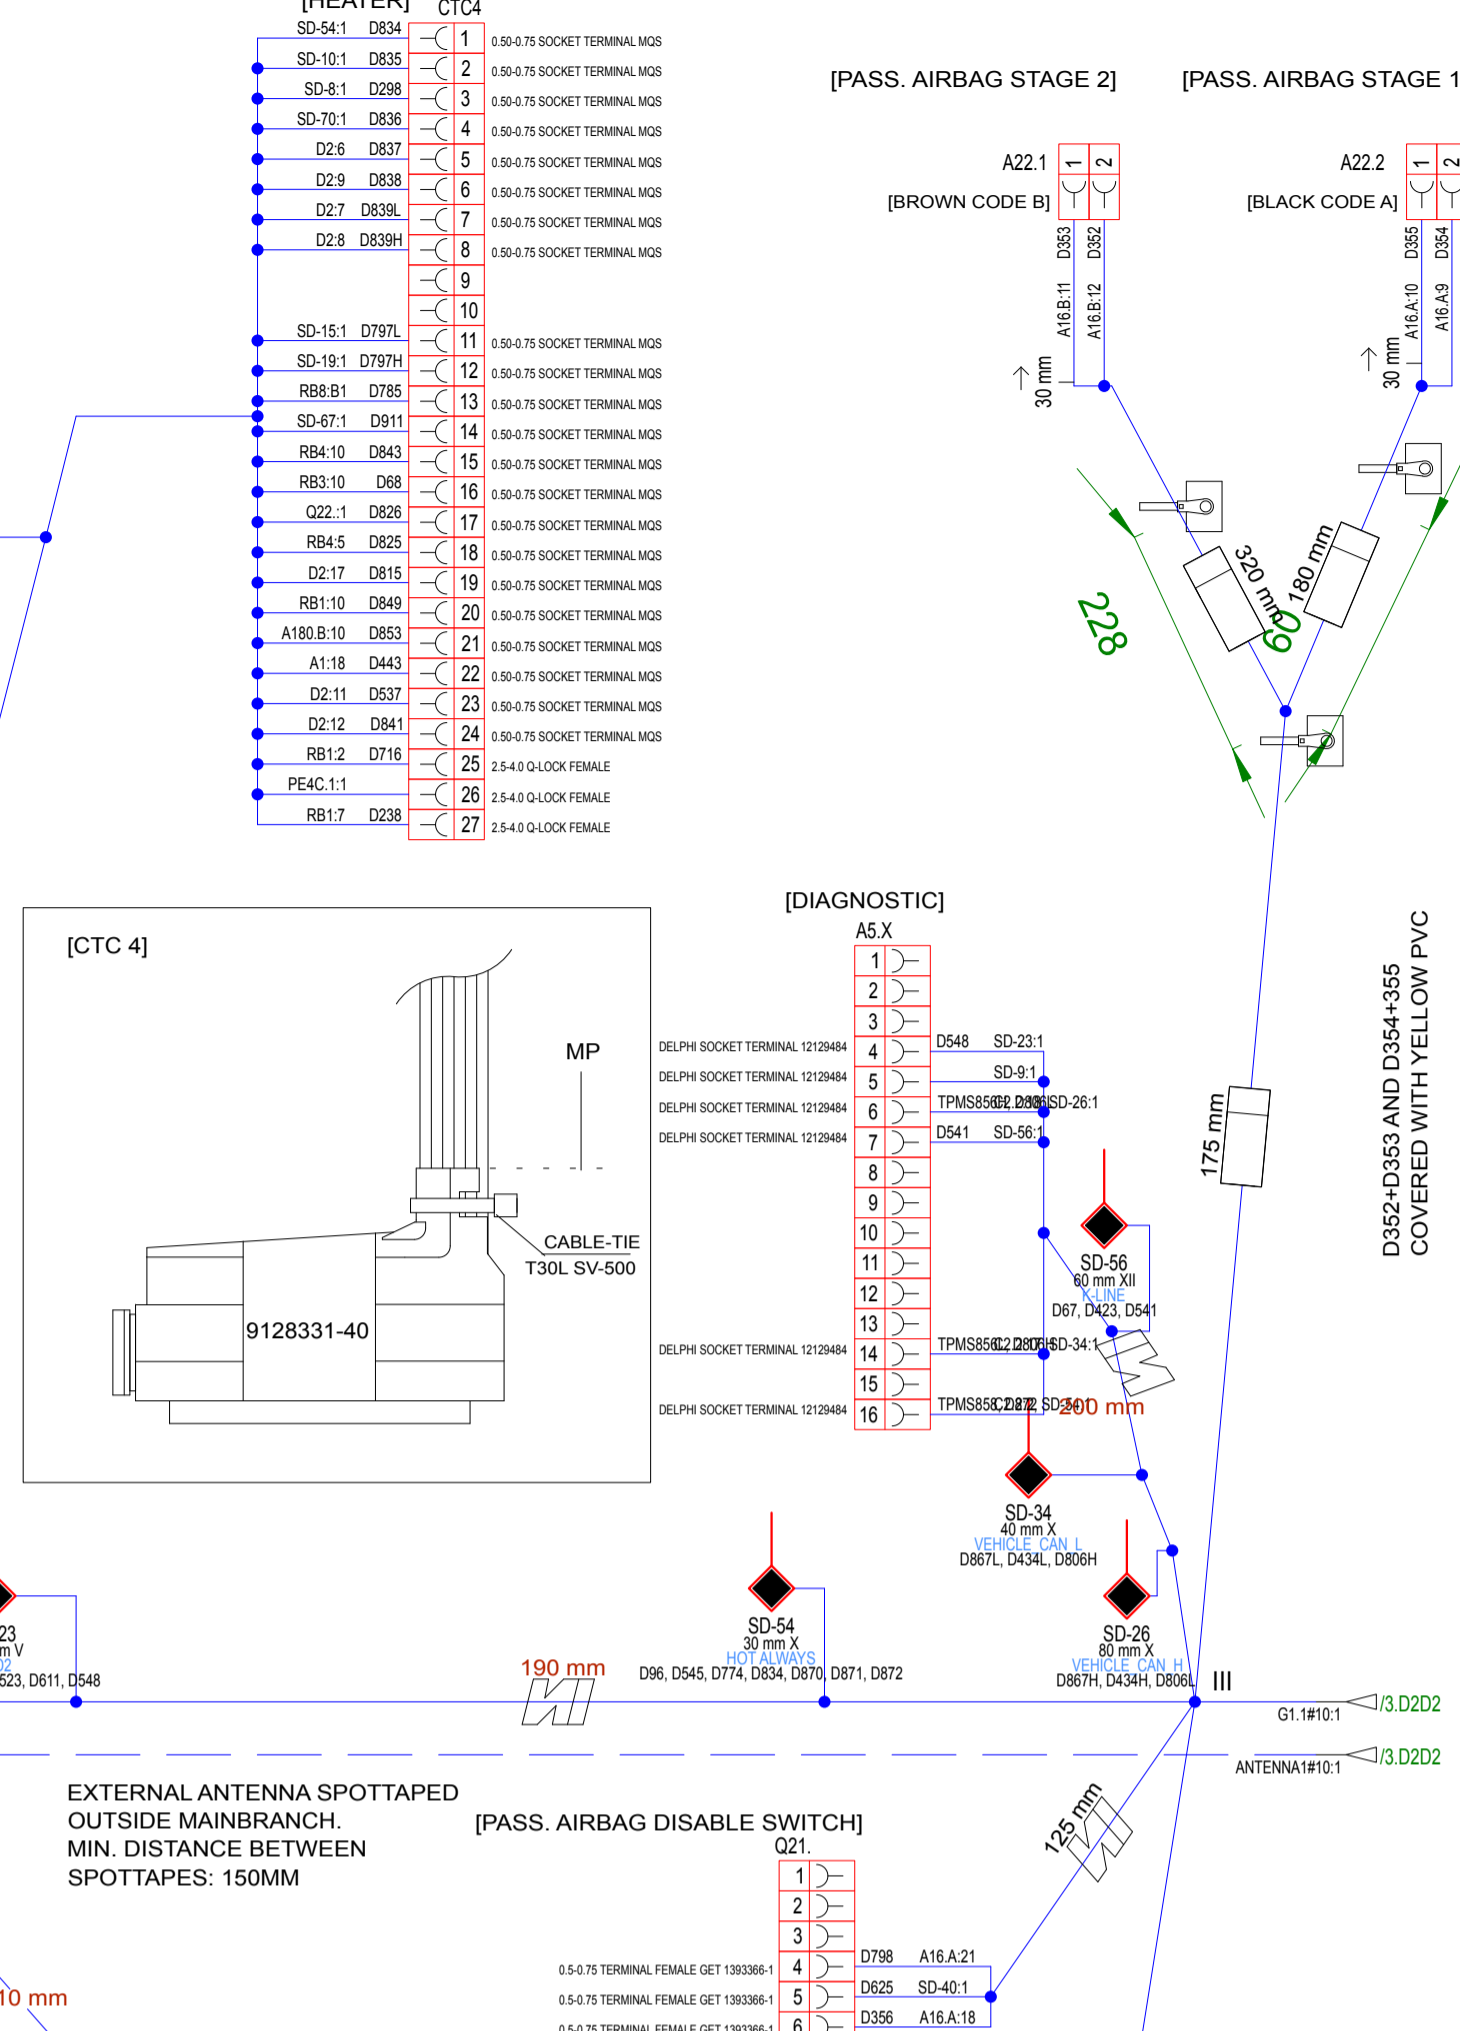 [HEATER]
CTC4
SD-54:1 D834 1 0.50-0.75 SOCKET TERMINAL MQS
SD-10:1 D835 2 0.50-0.75 SOCKET TERMINAL MQS
SD-8:1 D298 3 0.50-0.75 SOCKET TERMINAL MQS
SD-70:1 D836 4 0.50-0.75 SOCKET TERMINAL MQS
D2:6 D837 5 0.50-0.75 SOCKET TERMINAL MQS
D2:9 D838 6 0.50-0.75 SOCKET TERMINAL MQS
D2:7 D839L 7 0.50-0.75 SOCKET TERMINAL MQS
D2:8 D839H 8 0.50-0.75 SOCKET TERMINAL MQS
9
10
SD-15:1 D797L 11 0.50-0.75 SOCKET TERMINAL MQS
SD-19:1 D797H 12 0.50-0.75 SOCKET TERMINAL MQS
RB8:B1 D785 13 0.50-0.75 SOCKET TERMINAL MQS
SD-67:1 D911 14 0.50-0.75 SOCKET TERMINAL MQS
RB4:10 D843 15 0.50-0.75 SOCKET TERMINAL MQS
RB3:10 D68 16 0.50-0.75 SOCKET TERMINAL MQS
Q22.:1 D826 17 0.50-0.75 SOCKET TERMINAL MQS
RB4:5 D825 18 0.50-0.75 SOCKET TERMINAL MQS
D2:17 D815 19 0.50-0.75 SOCKET TERMINAL MQS
RB1:10 D849 20 0.50-0.75 SOCKET TERMINAL MQS
A180.B:10 D853 21 0.50-0.75 SOCKET TERMINAL MQS
A1:18 D443 22 0.50-0.75 SOCKET TERMINAL MQS
D2:11 D537 23 0.50-0.75 SOCKET TERMINAL MQS
D2:12 D841 24 0.50-0.75 SOCKET TERMINAL MQS
RB1:2 D716 25 2.5-4.0 Q-LOCK FEMALE
PE4C.1:1 26 2.5-4.0 Q-LOCK FEMALE
RB1:7 D238 27 2.5-4.0 Q-LOCK FEMALE
[PASS. AIRBAG STAGE 2]
A22.1 1 2
[BROWN CODE B]
A16.B:11 D353
A16.B:12 D352
30 mm
[PASS. AIRBAG STAGE 1
A22.2 1 2
[BLACK CODE A]
A16.A:10 D355
A16.A:9 D354
30 mm
320 mm
180 mm
228
60
175 mm
D352+D353 AND D354+355
COVERED WITH YELLOW PVC
[CTC 4]
MP
CABLE-TIE
T30L SV-500
9128331-40
[DIAGNOSTIC]
A5.X
1
2
3
DELPHI SOCKET TERMINAL 12129484 4 D548 SD-23:1
DELPHI SOCKET TERMINAL 12129484 5 SD-9:1
DELPHI SOCKET TERMINAL 12129484 6 SD-26:1
DELPHI SOCKET TERMINAL 12129484 7 D541 SD-56:1
8
9
10
11
12
13
DELPHI SOCKET TERMINAL 12129484 14 SD-34:1
15
DELPHI SOCKET TERMINAL 12129484 16 TPMS858,
SD-56
60 mm XII
K-LINE
D67, D423, D541
200 mm
SD-34
40 mm X
VEHICLE_CAN_L
D867L, D434L, D806H
SD-26
80 mm X
VEHICLE_CAN_H
D867H, D434H, D806L
SD-54
30 mm X
HOT ALWAYS
D96, D545, D774, D834, D870, D871, D872
23
m V
02
523, D611, D548
190 mm
III
G1.1#10:1 /3.D2D2
ANTENNA1#10:1 /3.D2D2
EXTERNAL ANTENNA SPOTTAPED
OUTSIDE MAINBRANCH.
MIN. DISTANCE BETWEEN
SPOTTAPES: 150MM
125 mm
[PASS. AIRBAG DISABLE SWITCH]
Q21.
1
2
3
0.5-0.75 TERMINAL FEMALE GET 1393366-1 4 D798 A16.A:21
0.5-0.75 TERMINAL FEMALE GET 1393366-1 5 D625 SD-40:1
0.5-0.75 TERMINAL FEMALE GET 1393366-1 6 D356 A16.A:18
10 mm